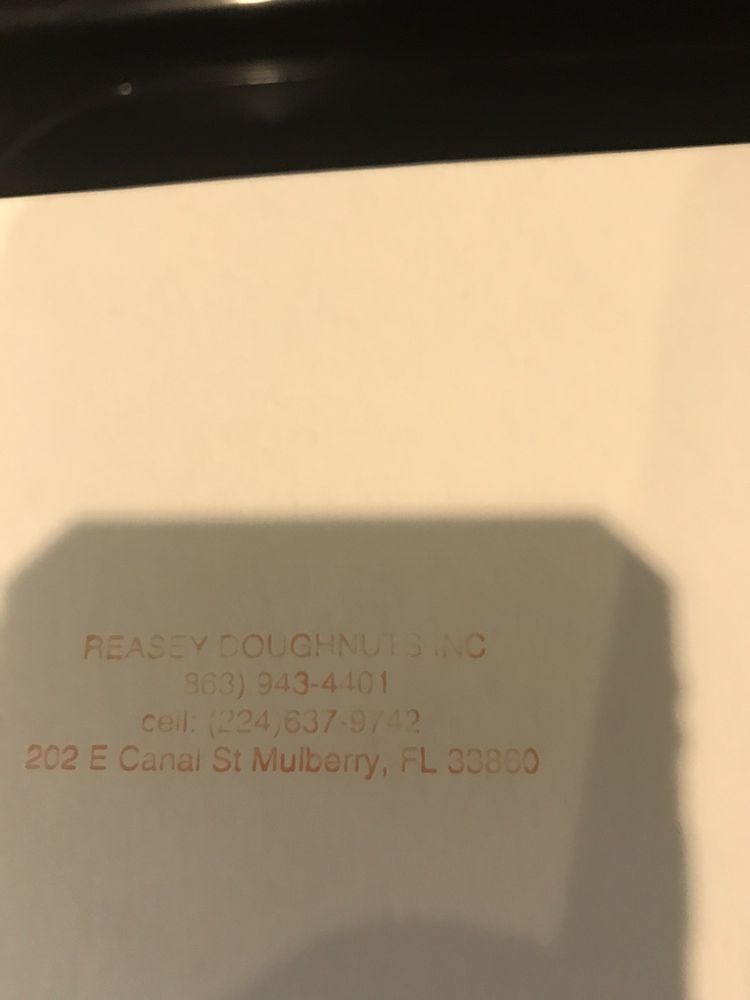 REASEY DOUGHNUTS INC
863) 943-4401
cell: (224)637-9742
202 E Canal St Mulberry, FL 33860